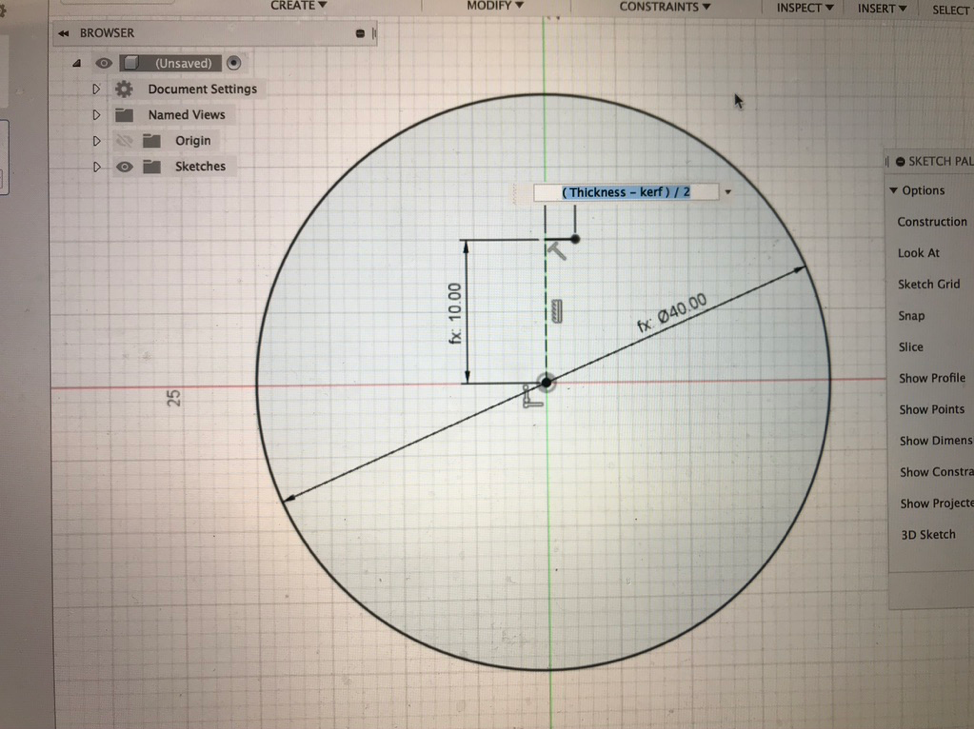 CREATE
MODIFY
CONSTRAINTS
INSPECT
INSERT
SELECT
BROWSER
(Unsaved)
Document Settings
Named Views
Origin
Sketches
( Thickness - kerf ) / 2
fx: 10.00
fx: Ø40.00
25
SKETCH PAL
Options
Construction
Look At
Sketch Grid
Snap
Slice
Show Profile
Show Points
Show Dimens
Show Constra
Show Projecte
3D Sketch